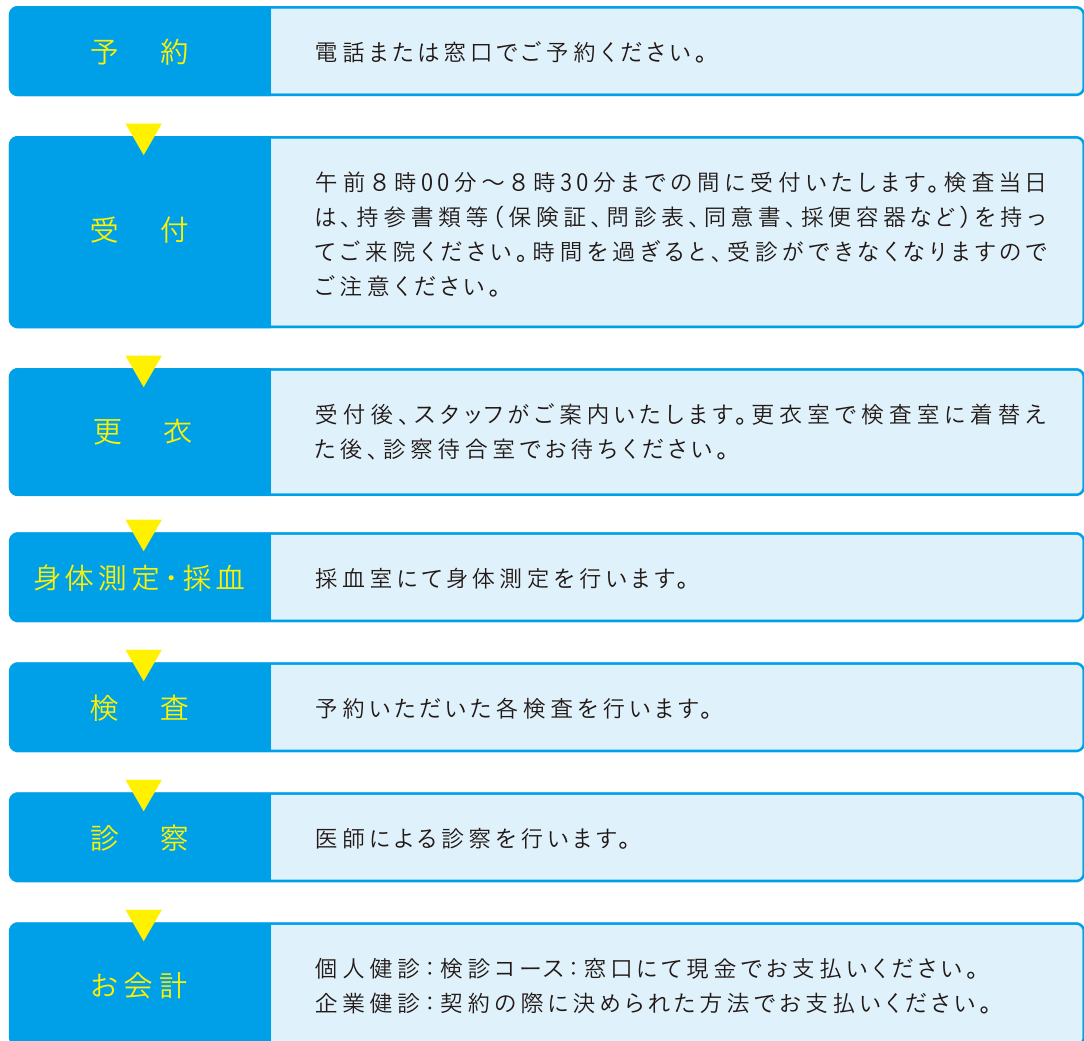 予約
電話または窓口でご予約ください。
受付
午前8時00分～8時30分までの間に受付いたします。検査当日
は、持参書類等(保険証、問診表、同意書、採便容器など)を持っ
てご来院ください。時間を過ぎると、受診ができなくなりますので
ご注意ください。
更衣
受付後、スタッフがご案内いたします。更衣室で検査室に着替え
た後、診察待合室でお待ちください。
身体測定・採血
採血室にて身体測定を行います。
検査
予約いただいた各検査を行います。
診察
医師による診察を行います。
お会計
個人健診：検診コース：窓口にて現金でお支払いください。
企業健診：契約の際に決められた方法でお支払いください。